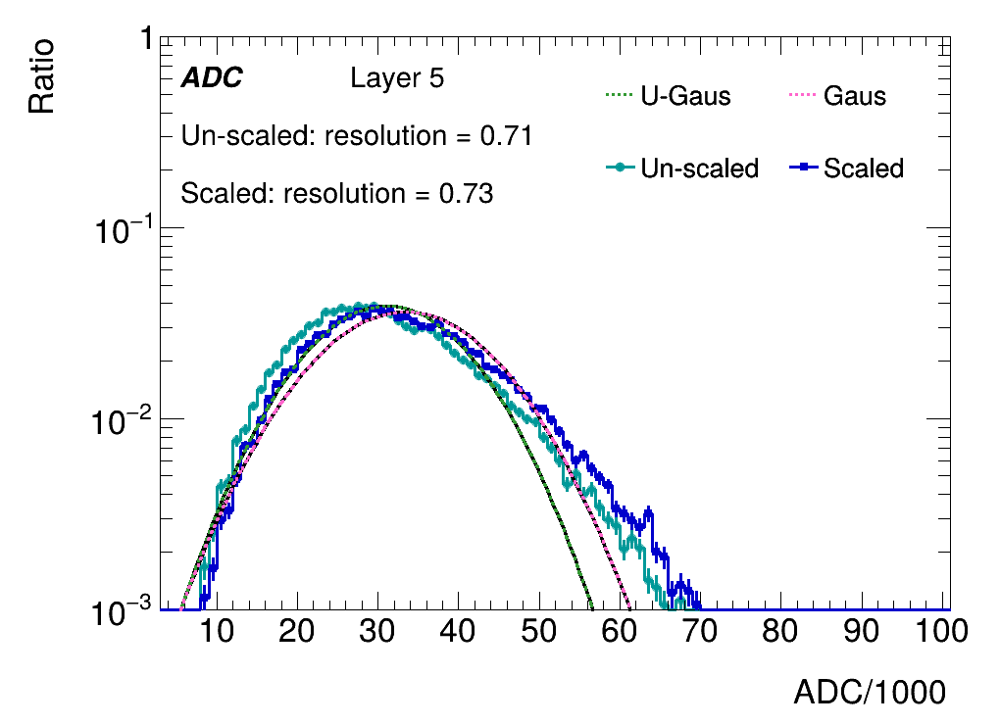 Ratio
ADC Layer 5
Un-scaled: resolution = 0.71
Scaled: resolution = 0.73
U-Gaus Gaus
Un-scaled Scaled
1
10⁻¹
10⁻²
10⁻³
10 20 30 40 50 60 70 80 90 100
ADC/1000